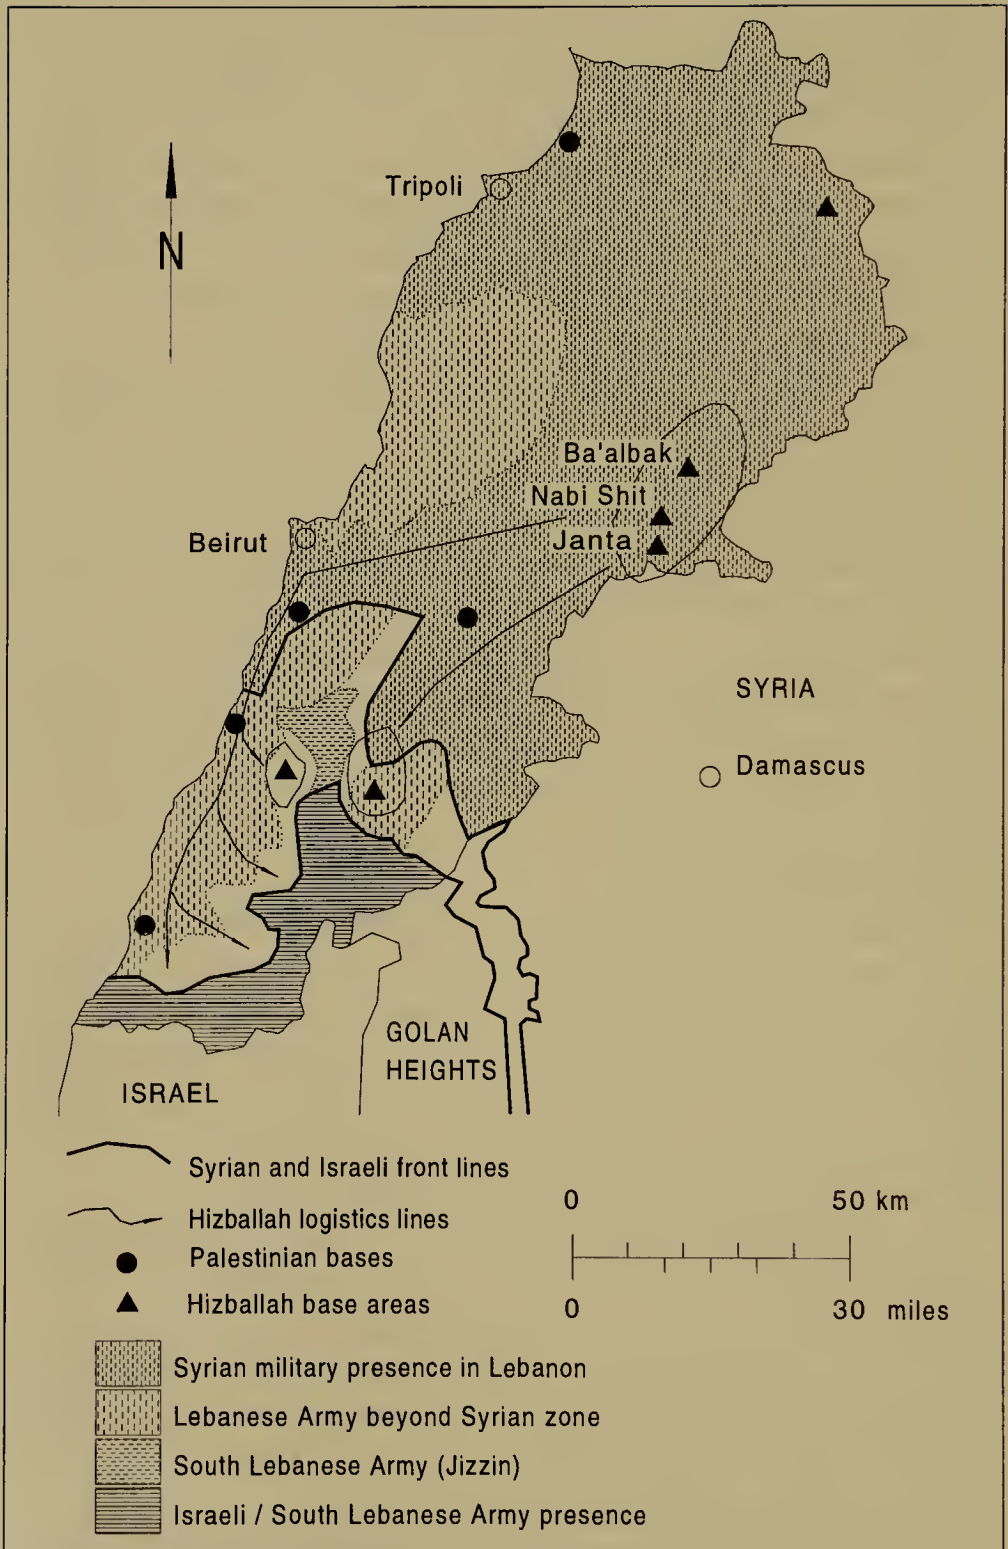 Tripoli
N
Ba'albak
Nabi Shit
Janta
Beirut
SYRIA
Damascus
GOLAN
HEIGHTS
ISRAEL
Syrian and Israeli front lines
Hizballah logistics lines
Palestinian bases
Hizballah base areas
0 50 km
0 30 miles
Syrian military presence in Lebanon
Lebanese Army beyond Syrian zone
South Lebanese Army (Jizzin)
Israeli / South Lebanese Army presence